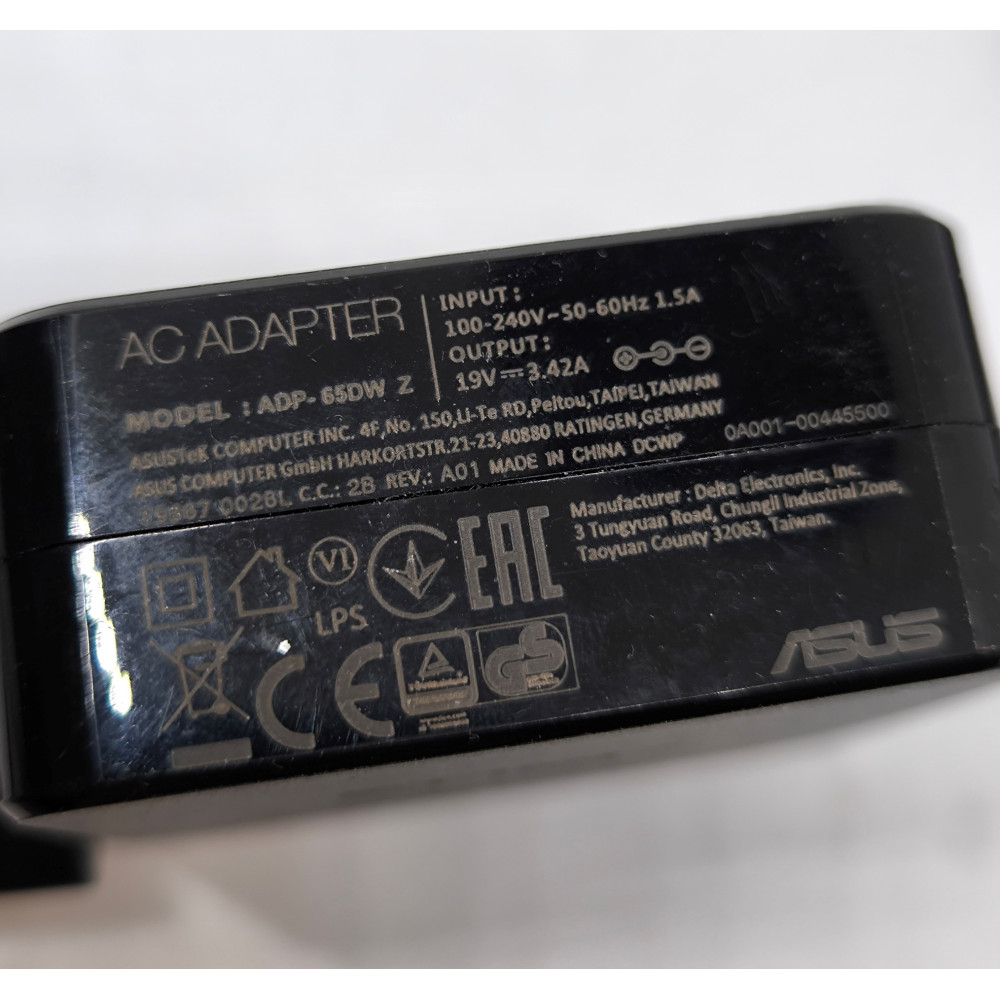 AC ADAPTER
MODEL : ADP-65DW Z
INPUT :
100-240V~50-60Hz 1.5A
OUTPUT :
19V⎓3.42A
ASUSTeK COMPUTER INC. 4F,No. 150,Li-Te RD,Peitou,TAIPEI,TAIWAN
ASUS COMPUTER GmbH HARKORTSTR.21-23,40880 RATINGEN,GERMANY
0028L C.C.: 2B REV.: A01 MADE IN CHINA DCWP 0A001-00445500
Manufacturer : Delta Electronics, Inc.
3 Tungyuan Road, Chungli Industrial Zone,
Taoyuan County 32063, Taiwan.
VI
LPS
EAC
CE
GS
ASUS